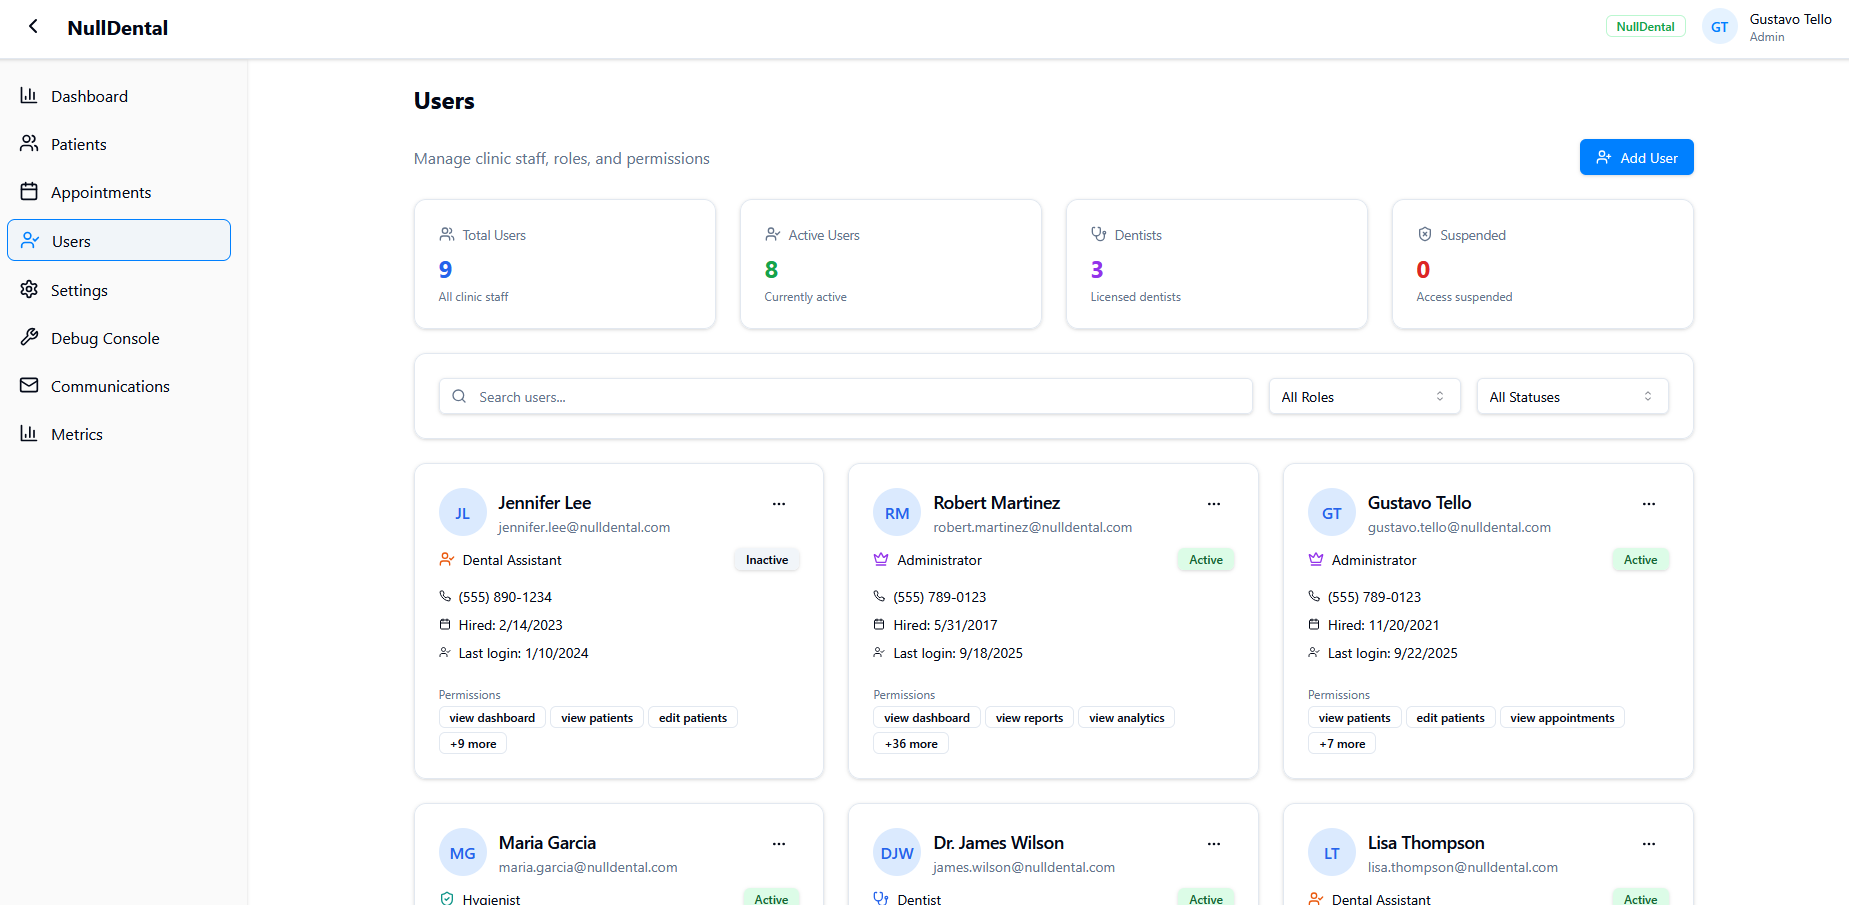 NullDental
NullDental
GT
Gustavo Tello
Admin
Dashboard
Patients
Appointments
Users
Settings
Debug Console
Communications
Metrics
Users
Manage clinic staff, roles, and permissions
Add User
Total Users
9
All clinic staff
Active Users
8
Currently active
Dentists
3
Licensed dentists
Suspended
0
Access suspended
Search users...
All Roles
All Statuses
JL
Jennifer Lee
...
jennifer.lee@nulldental.com
Dental Assistant
Inactive
(555) 890-1234
Hired: 2/14/2023
Last login: 1/10/2024
Permissions
view dashboard view patients edit patients
+9 more
RM
Robert Martinez
...
robert.martinez@nulldental.com
Administrator
Active
(555) 789-0123
Hired: 5/31/2017
Last login: 9/18/2025
Permissions
view dashboard view reports view analytics
+36 more
GT
Gustavo Tello
...
gustavo.tello@nulldental.com
Administrator
Active
(555) 789-0123
Hired: 11/20/2021
Last login: 9/22/2025
Permissions
view patients edit patients view appointments
+7 more
MG
Maria Garcia
...
maria.garcia@nulldental.com
Hygienist
Active
DJW
Dr. James Wilson
...
james.wilson@nulldental.com
Dentist
Active
LT
Lisa Thompson
...
lisa.thompson@nulldental.com
Dental Assistant
Active